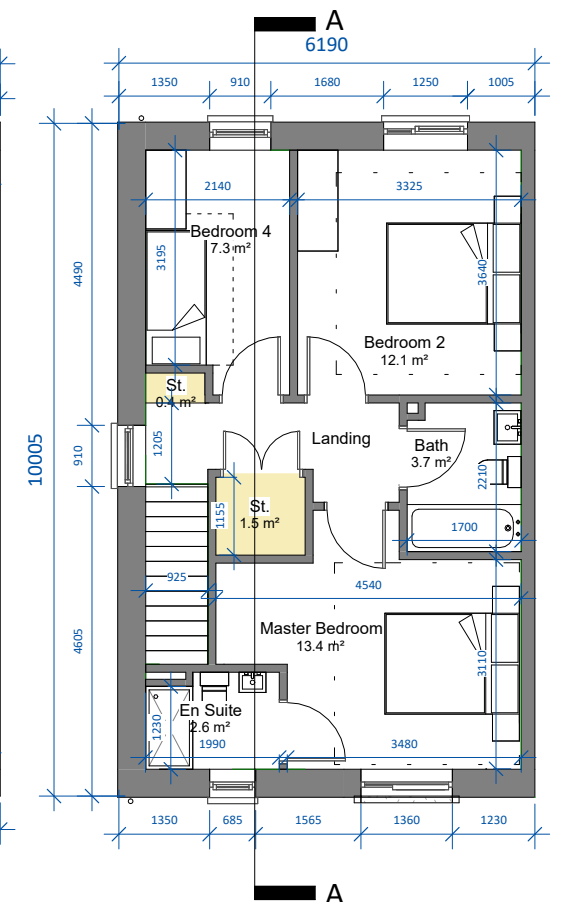 A
6190
1350 910 1680 1250 1005
2140 3325
Bedroom 4
7.3 m²
3195
3640
4490
Bedroom 2
12.1 m²
St.
0.4 m²
Landing
Bath
3.7 m²
910
1205
2210
10005
St.
1.5 m²
1155
1700
925
4540
Master Bedroom
13.4 m²
3110
4605
En Suite
2.6 m²
1230
1990 3480
1350 685 1565 1360 1230
A